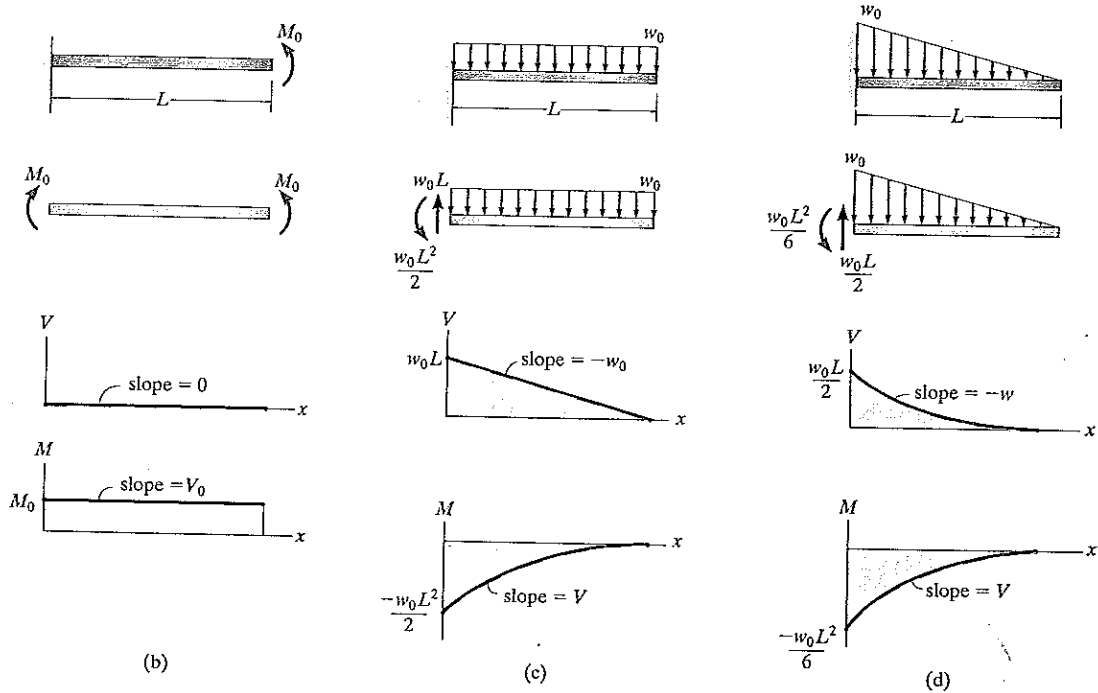 M₀
L
M₀
M₀
V
slope = 0
x
M
M₀
slope = V₀
x
(b)
w₀
L
w₀L
w₀
w₀L²
2
V
w₀L
slope = −w₀
x
M
x
−w₀L²
2
slope = V
(c)
w₀
L
w₀
w₀L²
6
w₀L
2
V
w₀L
2
slope = −w
x
M
x
slope = V
−w₀L²
6
(d)